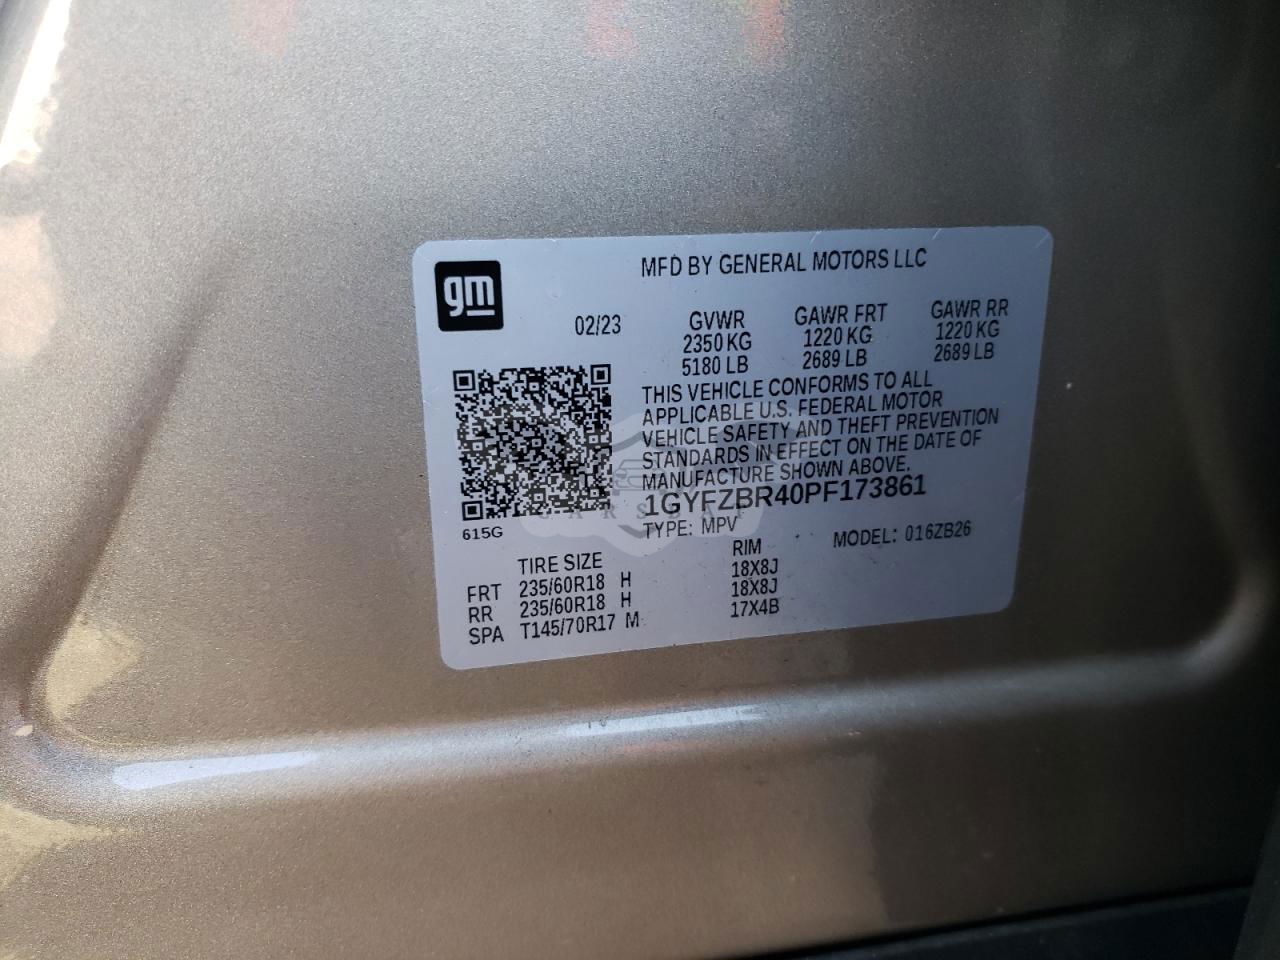 gm
MFD BY GENERAL MOTORS LLC
02/23
GVWR GAWR FRT GAWR RR
2350 KG 1220 KG 1220 KG
5180 LB 2689 LB 2689 LB
THIS VEHICLE CONFORMS TO ALL
APPLICABLE U.S. FEDERAL MOTOR
VEHICLE SAFETY AND THEFT PREVENTION
STANDARDS IN EFFECT ON THE DATE OF
MANUFACTURE SHOWN ABOVE.
1GYFZBR40PF173861
615G
TYPE: MPV MODEL: 016ZB26
TIRE SIZE RIM
FRT 235/60R18 H 18X8J
RR 235/60R18 H 18X8J
SPA T145/70R17 M 17X4B